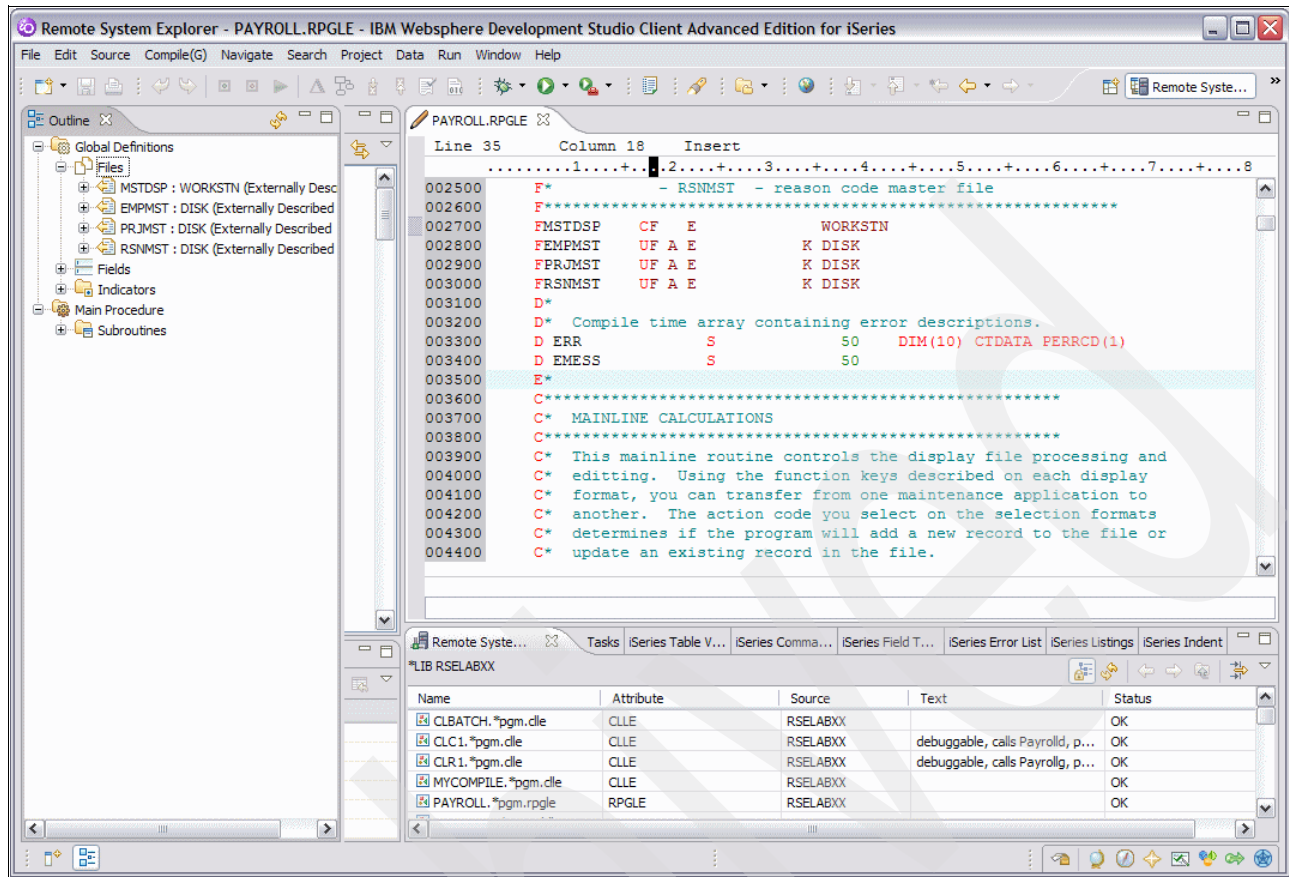 Remote System Explorer - PAYROLL.RPGLE - IBM Websphere Development Studio Client Advanced Edition for iSeries
File Edit Source Compile(G) Navigate Search Project Data Run Window Help
Remote Syste... »
Outline
Global Definitions
Files
MSTDSP : WORKSTN (Externally Desc
EMPMST : DISK (Externally Described
PRJMST : DISK (Externally Described
RSNMST : DISK (Externally Described
Fields
Indicators
Main Procedure
Subroutines
PAYROLL.RPGLE
Line 35 Column 18 Insert
.........1....+....2....+....3....+....4....+....5....+....6....+....7....+....8
002500 F* - RSNMST - reason code master file
002600 F***********************************************************
002700 FMSTDSP CF E WORKSTN
002800 FEMPMST UF A E K DISK
002900 FPRJMST UF A E K DISK
003000 FRSNMST UF A E K DISK
003100 D*
003200 D* Compile time array containing error descriptions.
003300 D ERR S 50 DIM(10) CTDATA PERRCD(1)
003400 D EMESS S 50
003500 E*
003600 C*****************************************************
003700 C* MAINLINE CALCULATIONS
003800 C*****************************************************
003900 C* This mainline routine controls the display file processing and
004000 C* editting. Using the function keys described on each display
004100 C* format, you can transfer from one maintenance application to
004200 C* another. The action code you select on the selection formats
004300 C* determines if the program will add a new record to the file or
004400 C* update an existing record in the file.
Remote Syste... Tasks iSeries Table V... iSeries Comma... iSeries Field T... iSeries Error List iSeries Listings iSeries Indent
*LIB RSELABXX
Name Attribute Source Text Status
CLBATCH.*pgm.clle CLLE RSELABXX OK
CLC1.*pgm.clle CLLE RSELABXX debuggable, calls Payrolld, p... OK
CLR1.*pgm.clle CLLE RSELABXX debuggable, calls Payrollg, p... OK
MYCOMPILE.*pgm.clle CLLE RSELABXX OK
PAYROLL.*pgm.rpgle RPGLE RSELABXX OK